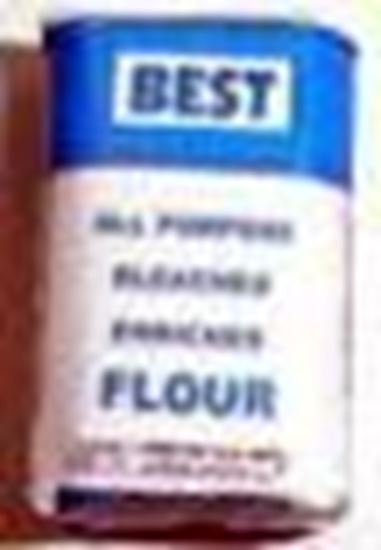 BEST
ALL PURPOSE
BLEACHED
ENRICHED
FLOUR